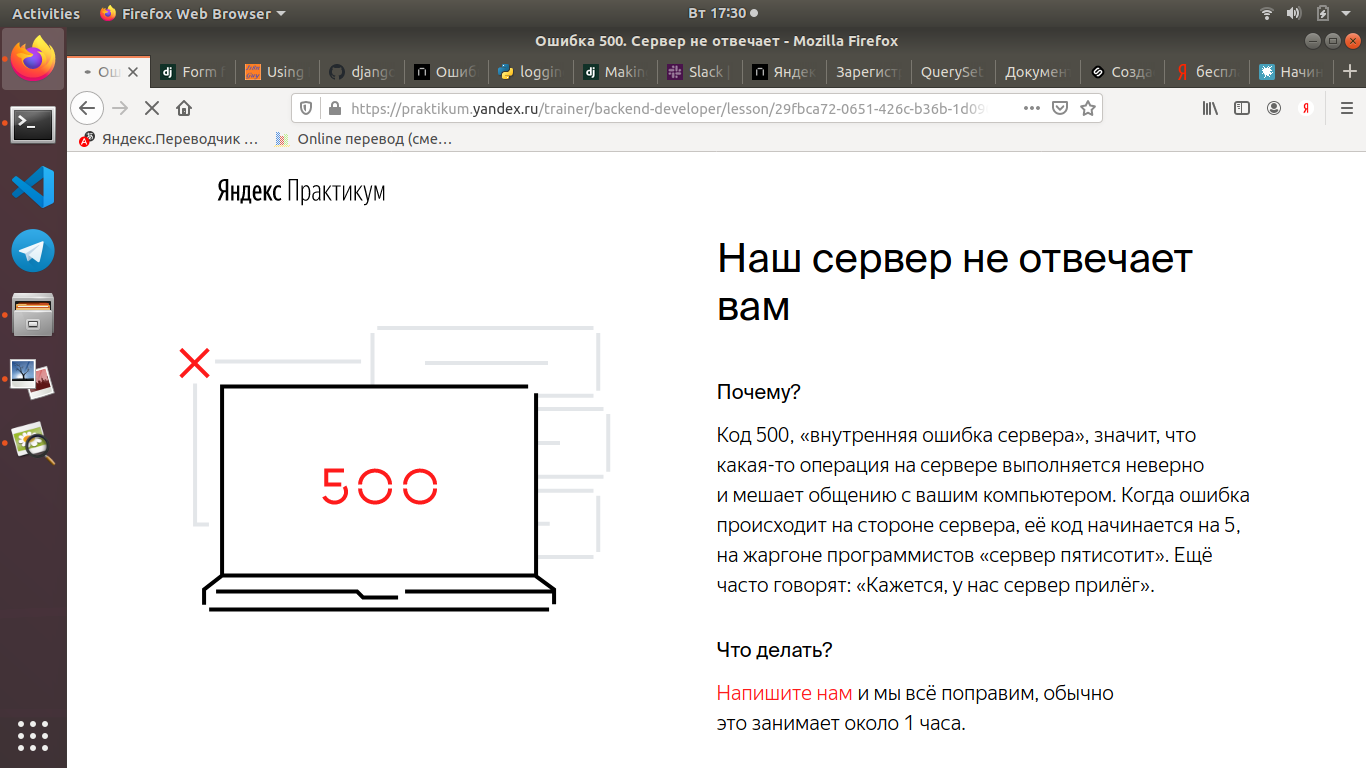 Activities
Firefox Web Browser
Вт 17:30
Ошибка 500. Сервер не отвечает - Mozilla Firefox
Form
Using
Ошиб
Makin
Slack
Яндек
QuerySet
Докумен
Созда
беспл
Начин
https://praktikum.yandex.ru/trainer/backend-developer/lesson/29fbca72-0651-426c-b36b-1d09
Яндекс.Переводчик …
Online перевод (сме…
Яндекс Практикум
Наш сервер не отвечает
вам
500
Почему?
Код 500, «внутренняя ошибка сервера», значит, что
какая-то операция на сервере выполняется неверно
и мешает общению с вашим компьютером. Когда ошибка
происходит на стороне сервера, её код начинается на 5,
на жаргоне программистов «сервер пятисотит». Ещё
часто говорят: «Кажется, у нас сервер прилёг».
Что делать?
Напишите нам и мы всё поправим, обычно
это занимает около 1 часа.